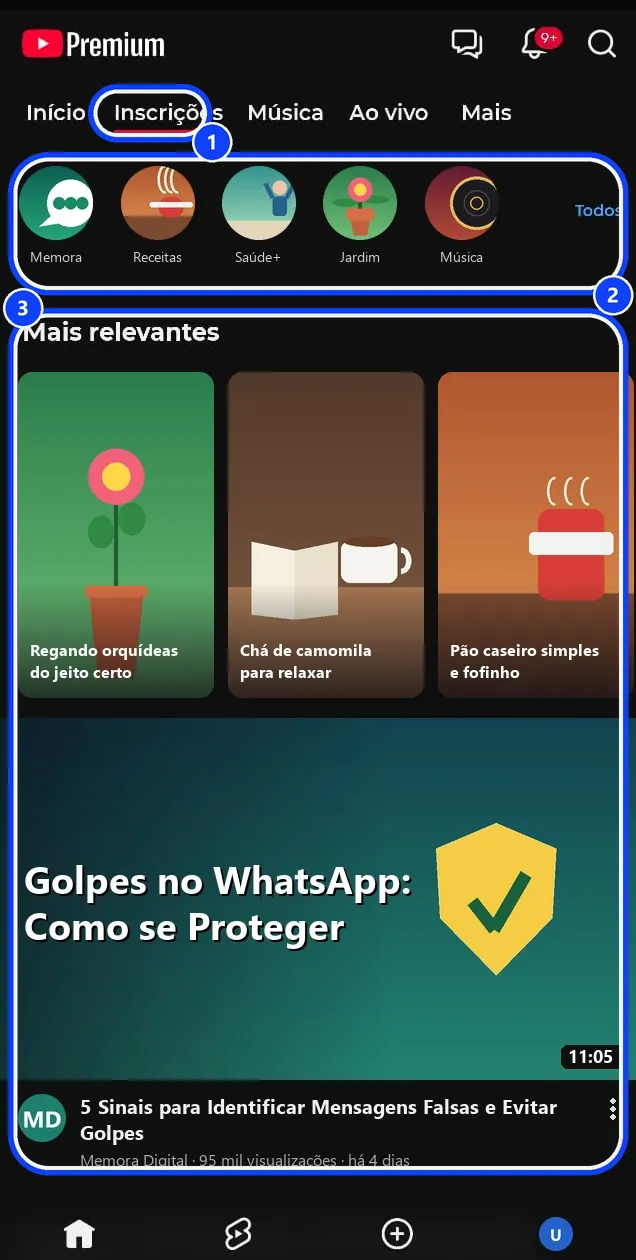 Premium
9+
Início Inscrições Música Ao vivo Mais
1
Memora Receitas Saúde+ Jardim Música
Todos
3
2
Mais relevantes
Regando orquídeas
do jeito certo
Chá de camomila
para relaxar
Pão caseiro simples
e fofinho
Golpes no WhatsApp:
Como se Proteger
11:05
MD
5 Sinais para Identificar Mensagens Falsas e Evitar
Golpes
Memora Digital · 95 mil visualizações · há 4 dias
U